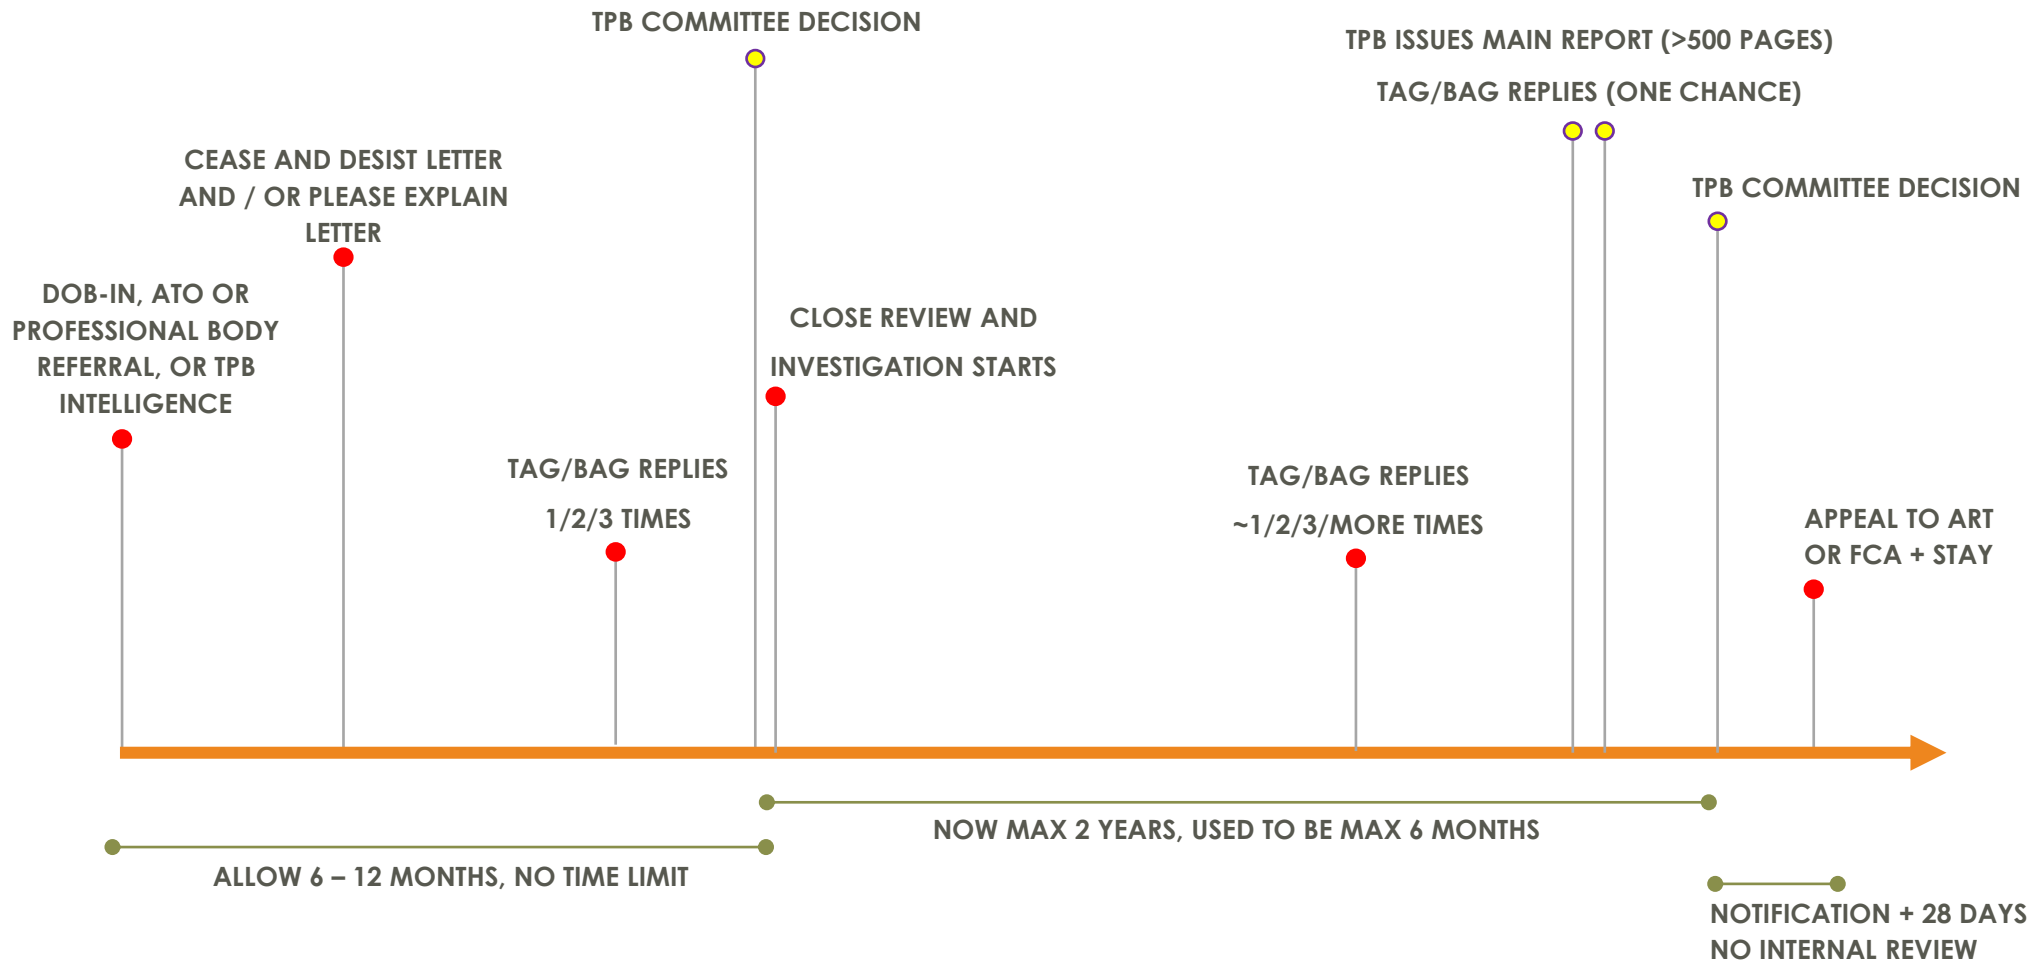 TPB COMMITTEE DECISION
TPB ISSUES MAIN REPORT (>500 PAGES)
TAG/BAG REPLIES (ONE CHANCE)
CEASE AND DESIST LETTER
AND / OR PLEASE EXPLAIN
LETTER
TPB COMMITTEE DECISION
DOB-IN, ATO OR
PROFESSIONAL BODY
REFERRAL, OR TPB
INTELLIGENCE
CLOSE REVIEW AND
INVESTIGATION STARTS
TAG/BAG REPLIES
1/2/3 TIMES
TAG/BAG REPLIES
~1/2/3/MORE TIMES
APPEAL TO ART
OR FCA + STAY
NOW MAX 2 YEARS, USED TO BE MAX 6 MONTHS
ALLOW 6 – 12 MONTHS, NO TIME LIMIT
NOTIFICATION + 28 DAYS
NO INTERNAL REVIEW